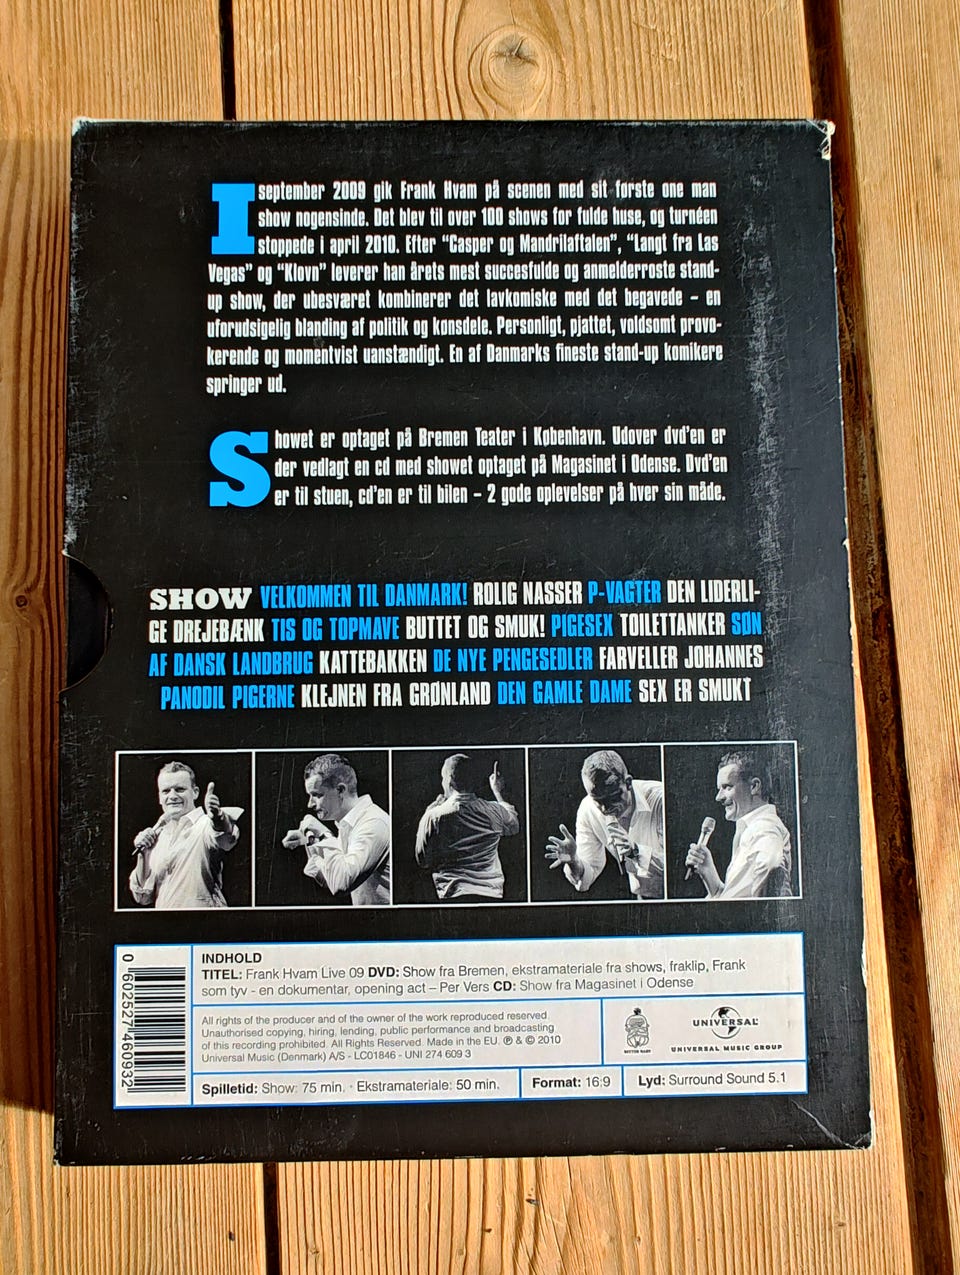 I september 2009 gik Frank Hvam på scenen med sit første one man
show nogensinde. Det blev til over 100 shows for fulde huse, og turnéen
stoppede i april 2010. Efter "Casper og Mandrilaftalen", "Langt fra Las
Vegas" og "Klovn" leverer han årets mest succesfulde og anmelderroste stand-
up show, der ubesværet kombinerer det lavkomiske med det begavede – en
uforudsigelig blanding af politik og kønsdele. Personligt, pjattet, voldsomt provo-
kerende og momentvist uanstændigt. En af Danmarks fineste stand-up komikere
springer ud.
Showet er optaget på Bremen Teater i København. Udover dvd'en er
der vedlagt en cd med showet optaget på Magasinet i Odense. Dvd'en
er til stuen, cd'en er til bilen – 2 gode oplevelser på hver sin måde.
SHOW VELKOMMEN TIL DANMARK! ROLIG NASSER P-VAGTER DEN LIDERLI-
GE DREJEBÆNK TIS OG TOPMAVE BUTTET OG SMUK! PIGESEX TOILETTANKER SØN
AF DANSK LANDBRUG KATTEBAKKEN DE NYE PENGESEDLER FARVELLER JOHANNES
PANODIL PIGERNE KLEJNEN FRA GRØNLAND DEN GAMLE DAME SEX ER SMUKT
0 602527 460932
INDHOLD
TITEL: Frank Hvam Live 09 DVD: Show fra Bremen, ekstramateriale fra shows, fraklip, Frank
som tyv - en dokumentar, opening act – Per Vers CD: Show fra Magasinet i Odense
All rights of the producer and of the owner of the work reproduced reserved.
Unauthorised copying, hiring, lending, public performance and broadcasting
of this recording prohibited. All Rights Reserved. Made in the EU. ℗ & © 2010
Universal Music (Denmark) A/S - LC01846 - UNI 274 609 3
UNIVERSAL
UNIVERSAL MUSIC GROUP
Spilletid: Show: 75 min. · Ekstramateriale: 50 min.
Format: 16:9
Lyd: Surround Sound 5.1